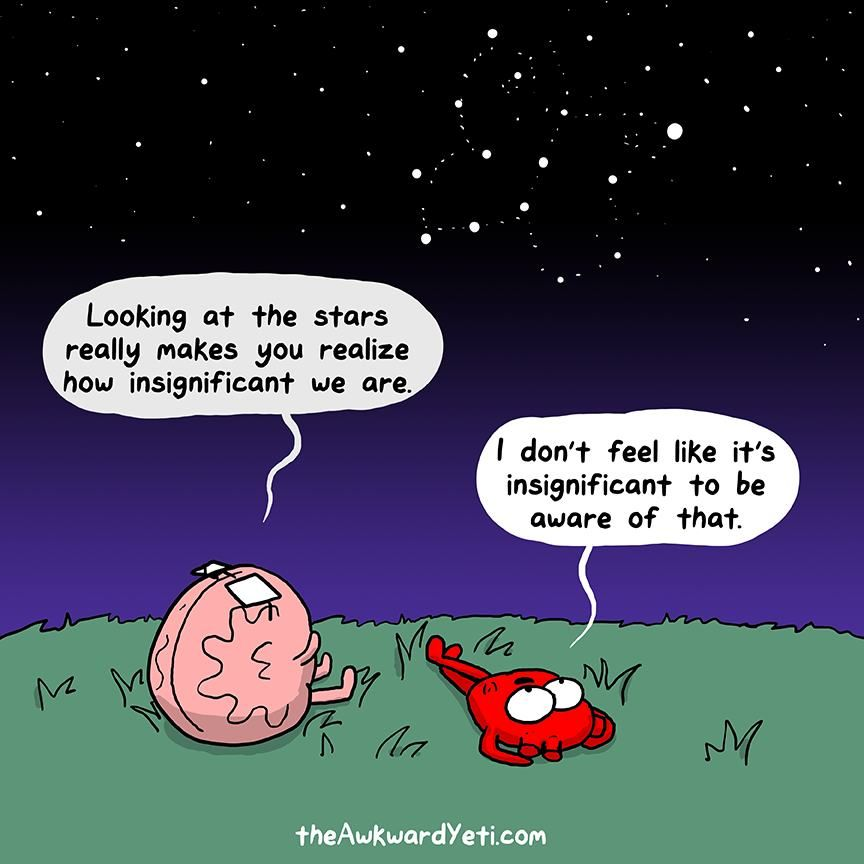 Looking at the stars
really makes you realize
how insignificant we are.
I don't feel like it's
insignificant to be
aware of that.
theAwkwardYeti.com